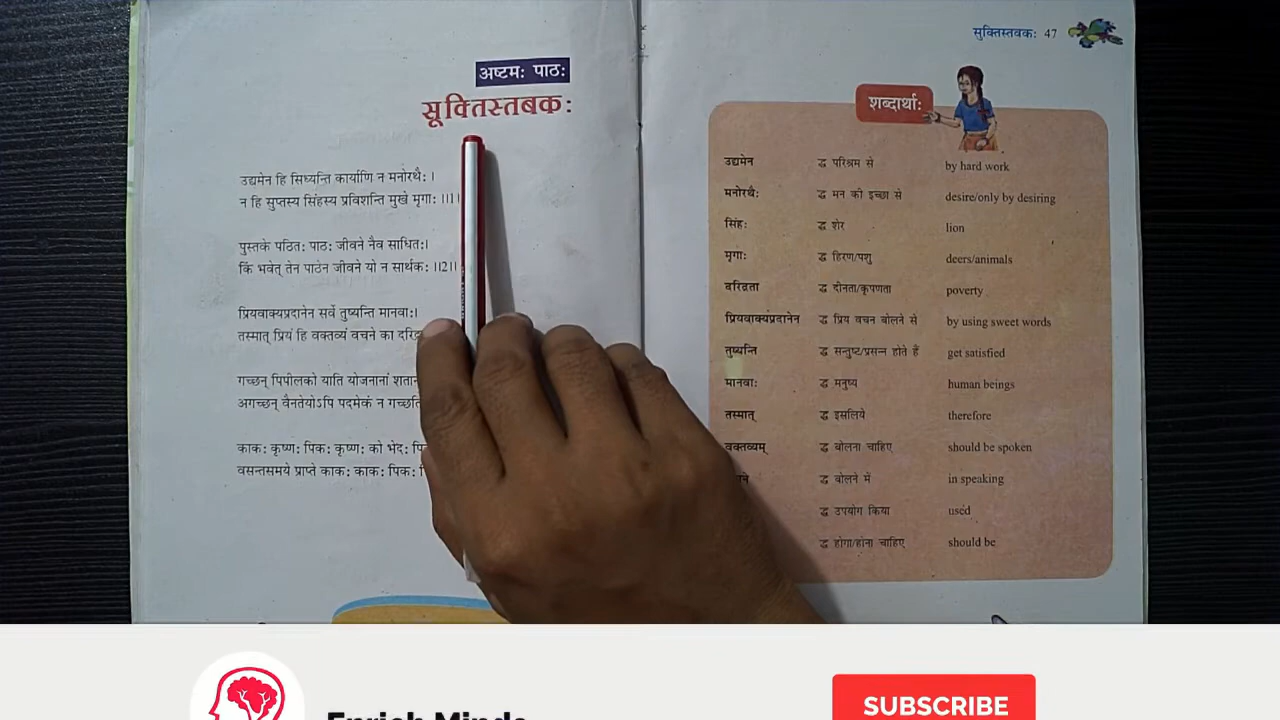 अष्टमः पाठः
सूक्तिस्तबकः
उद्यमेन हि सिध्यन्ति कार्याणि न मनोरथैः ।
न हि सुप्तस्य सिंहस्य प्रविशन्ति मुखे मृगाः ।।1।
पुस्तके पठितः पाठः जीवने नैव साधितः।
किं भवेत् तेन पाठेन जीवने यो न सार्थकः ।।2।।
प्रियवाक्यप्रदानेन सर्वे तुष्यन्ति मानवाः।
तस्मात् प्रियं हि वक्तव्यं वचने का
गच्छन् पिपीलको याति योजनानां
अगच्छन् वैनतेयोऽपि पदमेकं न
काकः कृष्णः पिकः कृष्णः को भेदः
वसन्तसमये प्राप्ते काकः काकः पिकः
सुक्तिस्तवकः 47
शब्दार्थाः
उद्यमेन द्ध परिश्रम से by hard work
मनोरथैः द्ध मन की इच्छा से desire/only by desiring
सिंहः द्ध शेर lion
मृगाः द्ध हिरण/पशु deers/animals
वरिद्रता द्ध दीनता/कृपणता poverty
प्रियवाक्यप्रदानेन द्ध प्रिय वचन बोलने से by using sweet words
तुष्यन्ति द्ध सन्तुष्ट/प्रसन्न होते हैं get satisfied
मानवाः द्ध मनुष्य human beings
तस्मात् द्ध इसलिये therefore
वक्तव्यम् द्ध बोलना चाहिए should be spoken
द्ध बोलने में in speaking
द्ध उपयोग किया used
द्ध होगा/होना चाहिए should be
Enrich Minds
SUBSCRIBE